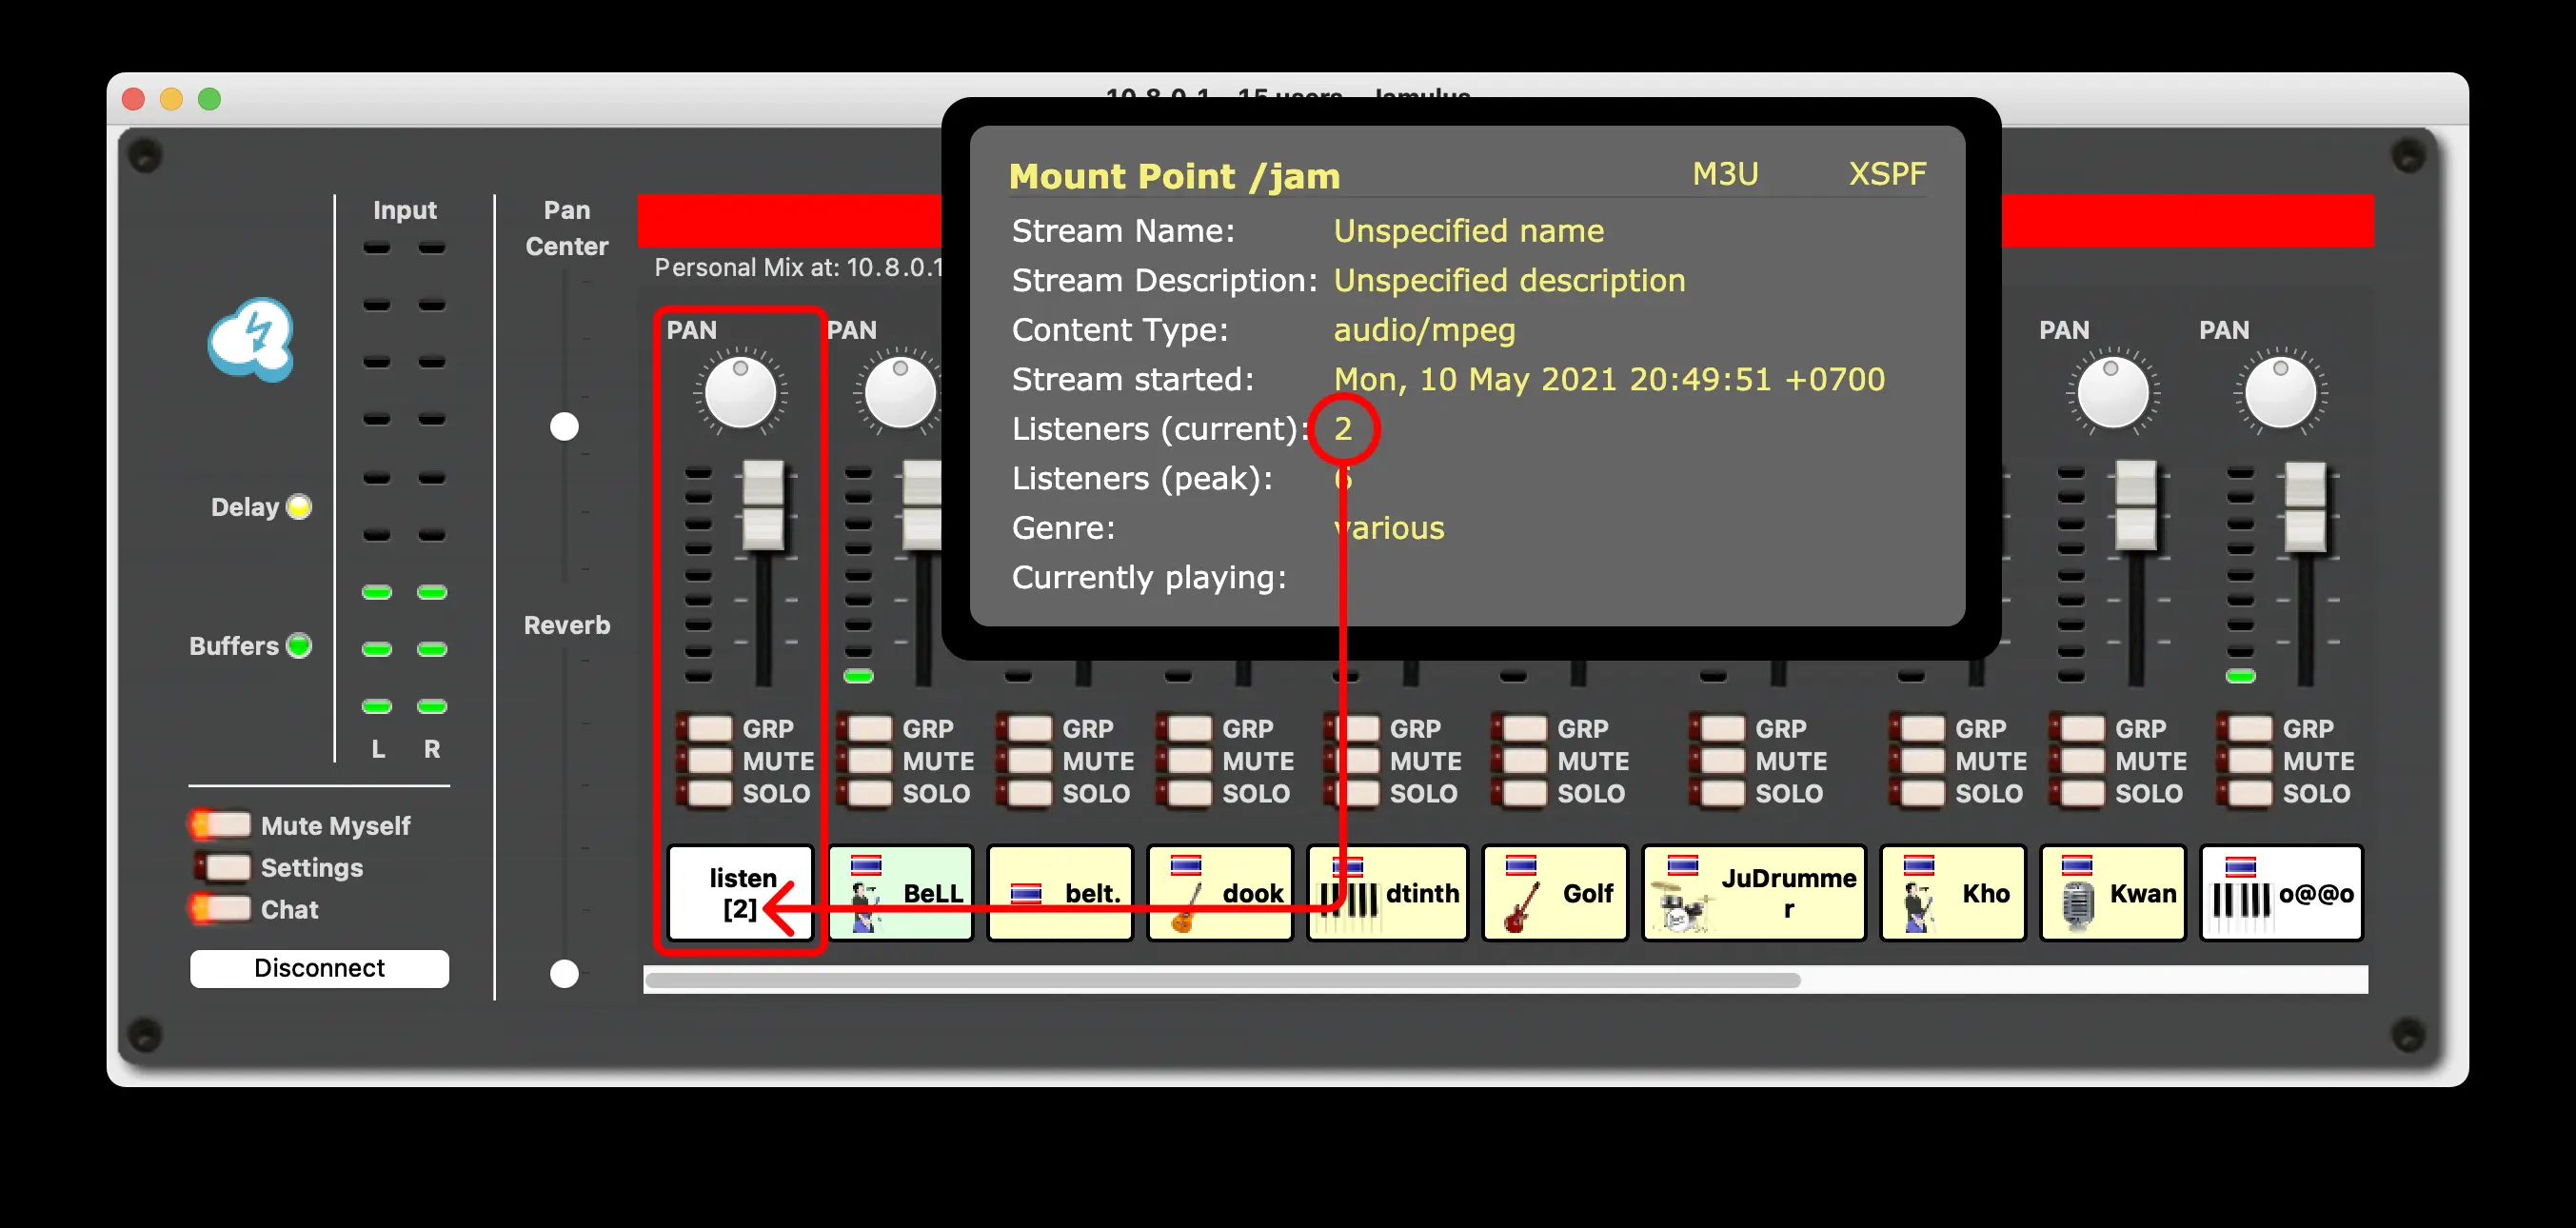 10.8.0.1 - 15 users - Jamulus
Mount Point /jam M3U XSPF
Stream Name: Unspecified name
Stream Description: Unspecified description
Content Type: audio/mpeg
Stream started: Mon, 10 May 2021 20:49:51 +0700
Listeners (current): 2
Listeners (peak): 6
Genre: various
Currently playing:
Input
L R
Delay
Buffers
Mute Myself
Settings
Chat
Disconnect
Pan
Center
Reverb
Personal Mix at: 10.8.0.1
PAN PAN PAN PAN
GRP GRP GRP GRP GRP GRP GRP GRP GRP GRP
MUTE MUTE MUTE MUTE MUTE MUTE MUTE MUTE MUTE MUTE
SOLO SOLO SOLO SOLO SOLO SOLO SOLO SOLO SOLO SOLO
listen
[2]
BeLL
belt.
dook
dtinth
Golf
JuDrumme
r
Kho
Kwan
o@@o